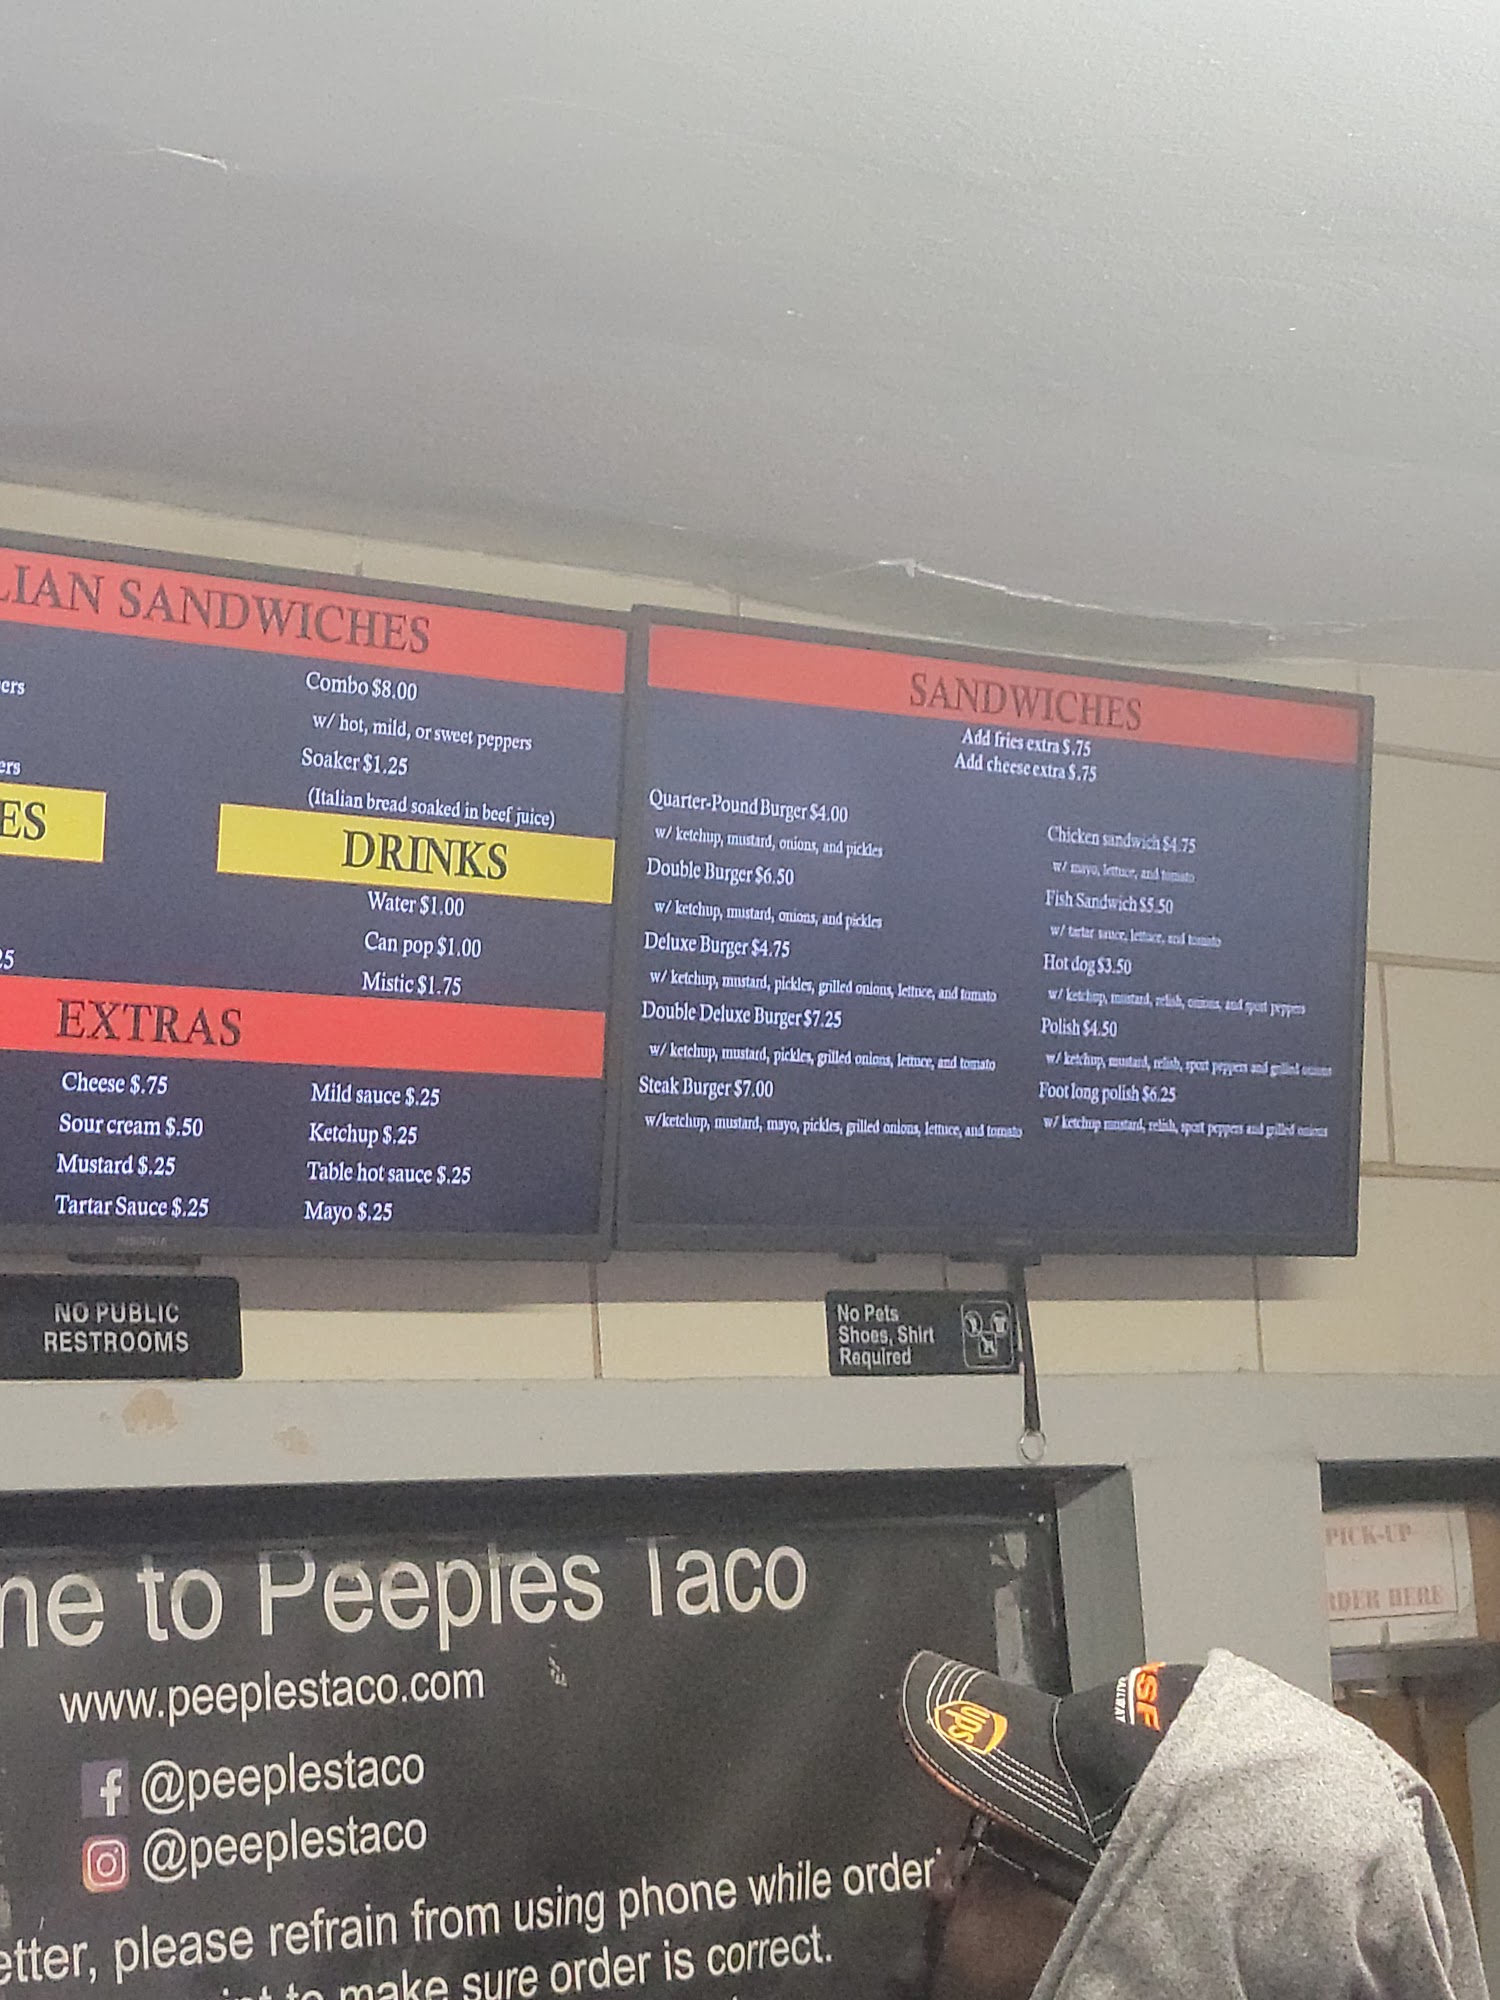 LIAN SANDWICHES
ers
Combo $8.00
w/ hot, mild, or sweet peppers
ers
Soaker $1.25
(Italian bread soaked in beef juice)
ES
DRINKS
Water $1.00
Can pop $1.00
25
Mistic $1.75
EXTRAS
Cheese $.75
Sour cream $.50
Mustard $.25
Tartar Sauce $.25
Mild sauce $.25
Ketchup $.25
Table hot sauce $.25
Mayo $.25
INSIGNIA
SANDWICHES
Add fries extra $.75
Add cheese extra $.75
Quarter-Pound Burger $4.00
w/ ketchup, mustard, onions, and pickles
Double Burger $6.50
w/ ketchup, mustard, onions, and pickles
Deluxe Burger $4.75
w/ ketchup, mustard, pickles, grilled onions, lettuce, and tomato
Double Deluxe Burger $7.25
w/ ketchup, mustard, pickles, grilled onions, lettuce, and tomato
Steak Burger $7.00
w/ketchup, mustard, mayo, pickles, grilled onions, lettuce, and tomato
Chicken sandwich $4.75
w/ mayo, lettuce, and tomato
Fish Sandwich $5.50
w/ tartar sauce, lettuce, and tomato
Hot dog $3.50
w/ ketchup, mustard, relish, onions, and sport peppers
Polish $4.50
w/ ketchup, mustard, relish, sport peppers and grilled onions
Foot long polish $6.25
w/ ketchup mustard, relish, sport peppers and grilled onions
NO PUBLIC
RESTROOMS
No Pets
Shoes, Shirt
Required
me to Peeples Taco
www.peeplestaco.com
@peeplestaco
@peeplestaco
etter, please refrain from using phone while order
to make sure order is correct.
PICK-UP
RDER HERE
ups
NSF
RAILWAY